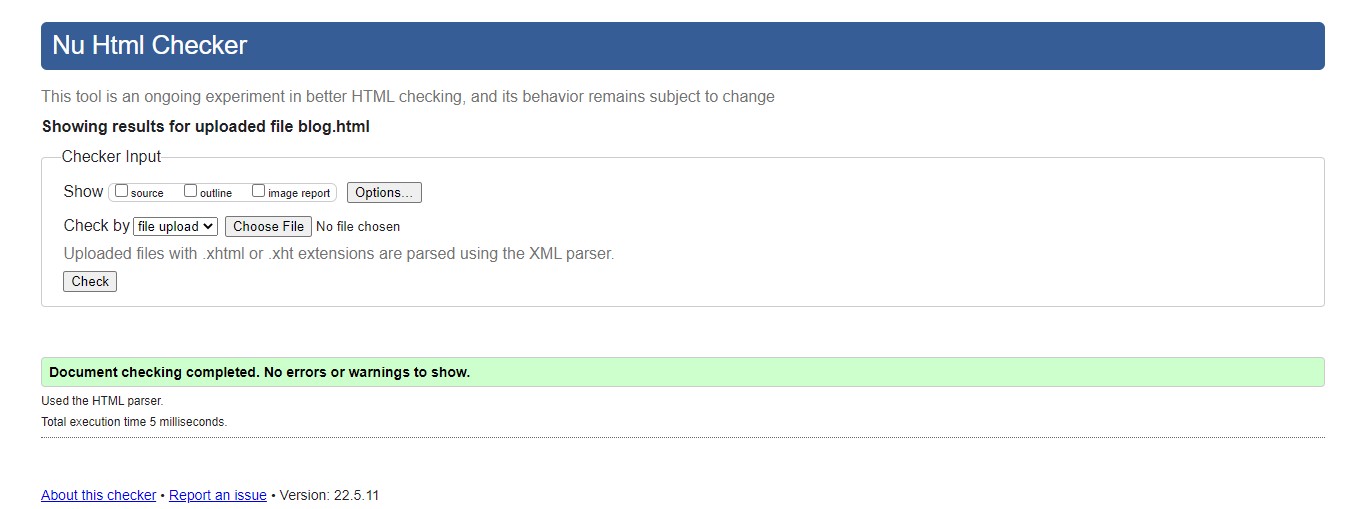 Nu Html Checker
This tool is an ongoing experiment in better HTML checking, and its behavior remains subject to change
Showing results for uploaded file blog.html
Checker Input
Show source outline image report Options...
Check by file upload Choose File No file chosen
Uploaded files with .xhtml or .xht extensions are parsed using the XML parser.
Check
Document checking completed. No errors or warnings to show.
Used the HTML parser.
Total execution time 5 milliseconds.
About this checker • Report an issue • Version: 22.5.11